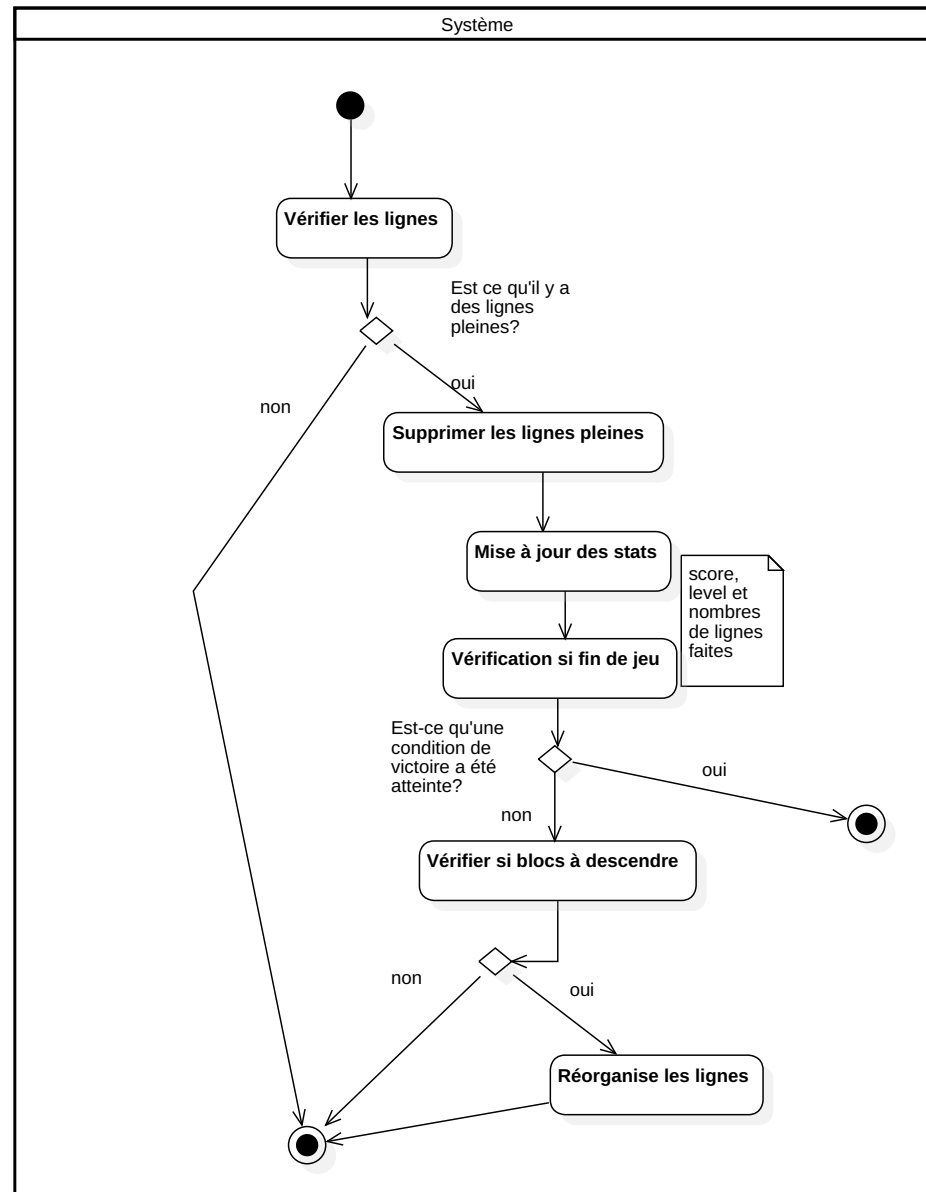 Système
Vérifier les lignes
Est ce qu'il y a
des lignes
pleines?
non
oui
Supprimer les lignes pleines
Mise à jour des stats
score,
level et
nombres
de lignes
faites
Vérification si fin de jeu
Est-ce qu'une
condition de
victoire a été
atteinte?
oui
non
Vérifier si blocs à descendre
non
oui
Réorganise les lignes